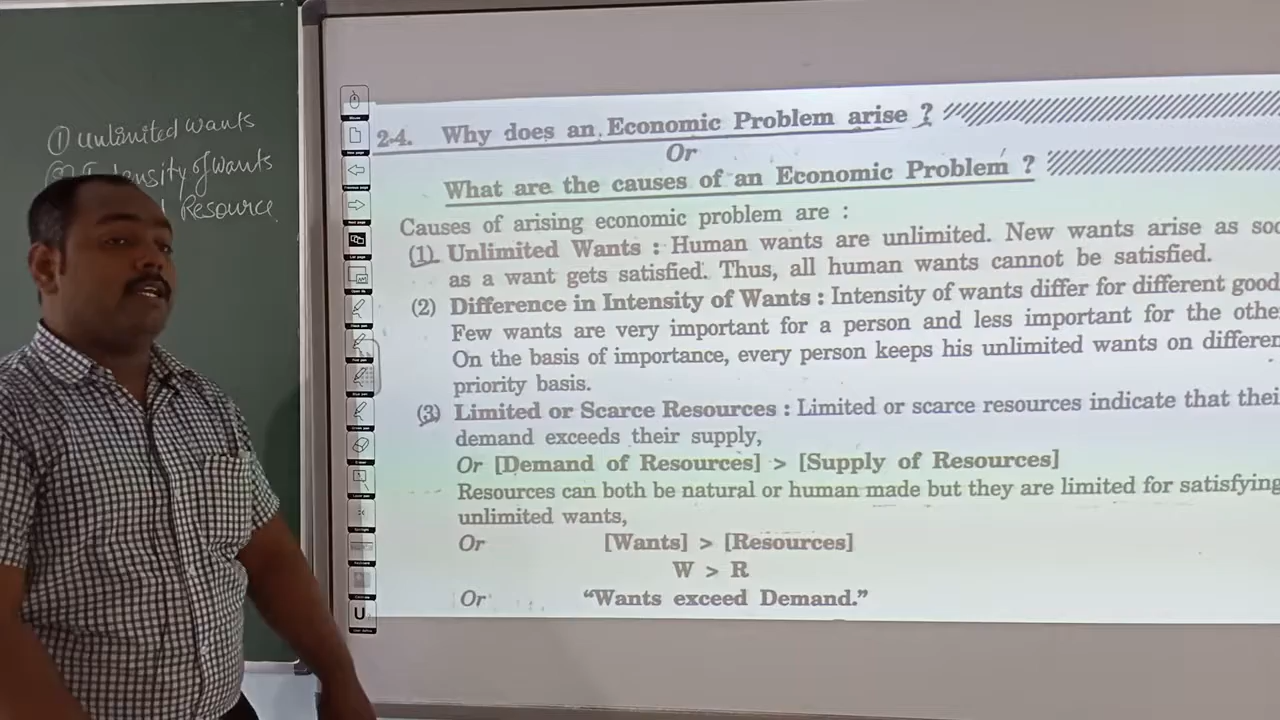 ① Unlimited wants
Intensity of wants
Resource
2·4. Why does an Economic Problem arise ?
Or
What are the causes of an Economic Problem ?
Causes of arising economic problem are :
(1) Unlimited Wants : Human wants are unlimited. New wants arise as
as a want gets satisfied. Thus, all human wants cannot be satisfied.
(2) Difference in Intensity of Wants : Intensity of wants differ for different good
Few wants are very important for a person and less important for the othe
On the basis of importance, every person keeps his unlimited wants on differen
priority basis.
(3) Limited or Scarce Resources : Limited or scarce resources indicate that thei
demand exceeds their supply,
Or [Demand of Resources] > [Supply of Resources]
Resources can both be natural or human made but they are limited for satisfying
unlimited wants,
Or [Wants] > [Resources]
W > R
Or “Wants exceed Demand.”
U